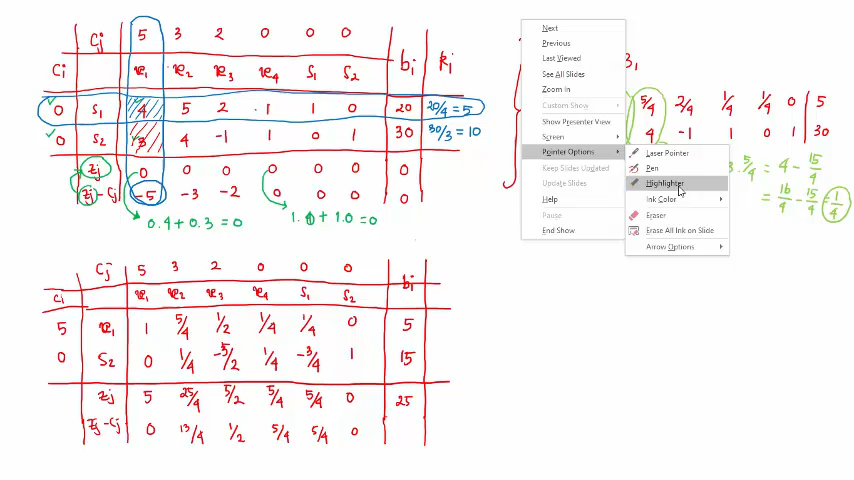 Cj 5 3 2 0 0 0
Ci x₁ x₂ x₃ x₄ S₁ S₂ bi Ri
0 S₁ 4 5 2 1 1 0 20 20/4 = 5
0 S₂ 3 4 -1 1 0 1 30 30/3 = 10
Zj 0 0 0 0 0 0
Zj - Cj -5 -3 -2 0 0 0
0.4 + 0.3 = 0
1.0 + 1.0 = 0
Cj 5 3 2 0 0 0
Ci x₁ x₂ x₃ x₄ S₁ S₂ bi
5 x₁ 1 5/4 1/2 1/4 1/4 0 5
0 S₂ 0 1/4 -5/2 1/4 -3/4 1 15
Zj 5 25/4 5/2 5/4 5/4 0 25
Zj - Cj 0 13/4 1/2 5/4 5/4 0
5/4 2/4 1/4 1/4 0 5
4 -1 1 0 1 30
3. 5/4 = 4 - 15/4
= 16/4 - 15/4 = 1/4
Next
Previous
Last Viewed
See All Slides
Zoom in
Custom Show
Show Presenter View
Screen
Pointer Options
Keep Slides Updated
Update Slides
Help
Pause
End Show
Laser Pointer
Pen
Highlighter
Ink Color
Eraser
Erase All Ink on Slide
Arrow Options